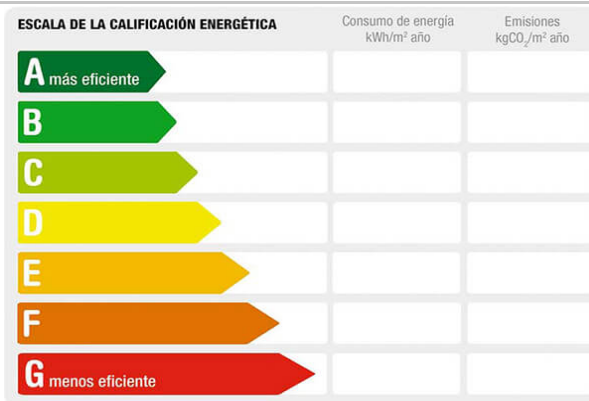 ESCALA DE LA CALIFICACIÓN ENERGÉTICA
Consumo de energía
kWh/m² año
Emisiones
kgCO₂/m² año
A más eficiente
B
C
D
E
F
G menos eficiente